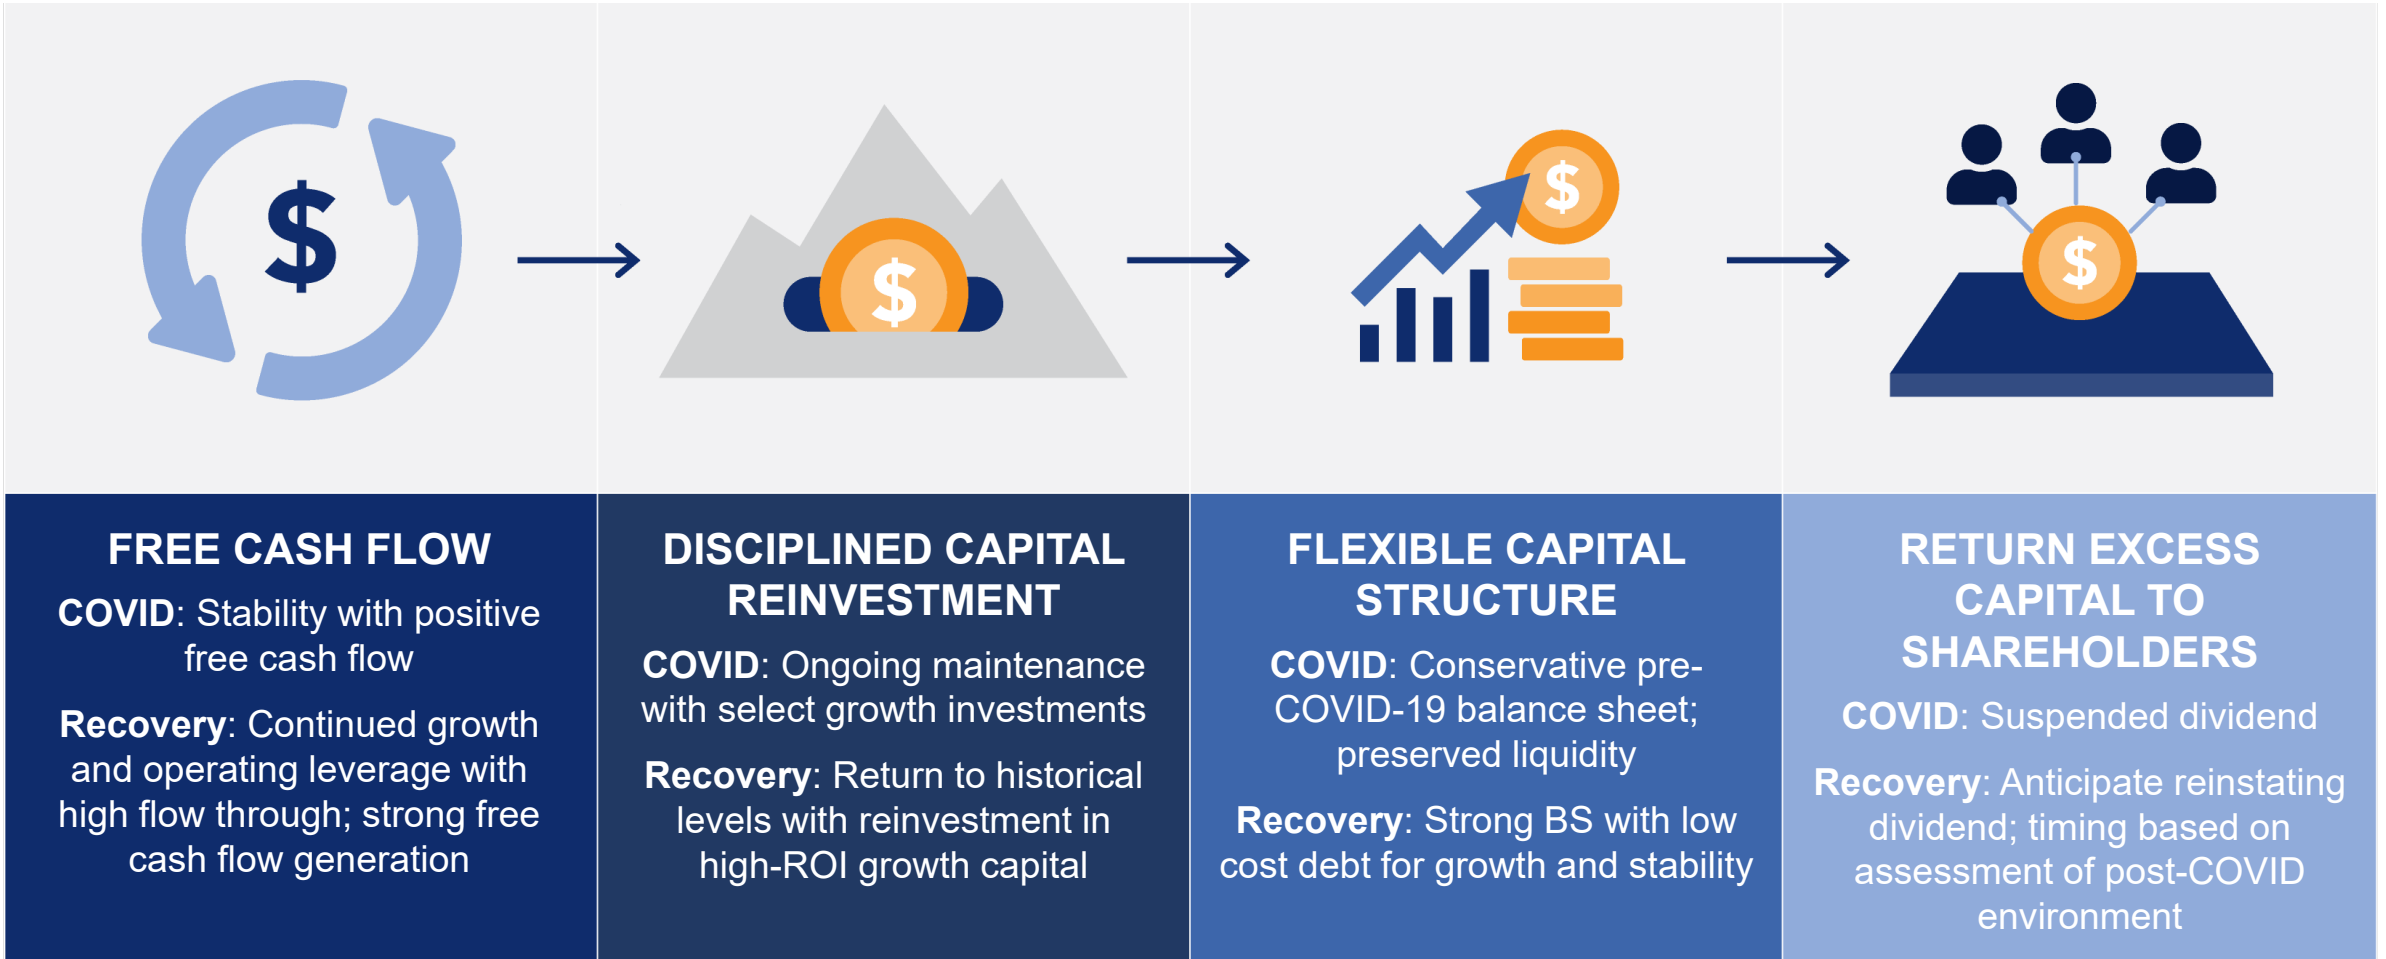 $
$
$
$
FREE CASH FLOW
COVID: Stability with positive
free cash flow
Recovery: Continued growth
and operating leverage with
high flow through; strong free
cash flow generation
DISCIPLINED CAPITAL
REINVESTMENT
COVID: Ongoing maintenance
with select growth investments
Recovery: Return to historical
levels with reinvestment in
high-ROI growth capital
FLEXIBLE CAPITAL
STRUCTURE
COVID: Conservative pre-
COVID-19 balance sheet;
preserved liquidity
Recovery: Strong BS with low
cost debt for growth and stability
RETURN EXCESS
CAPITAL TO
SHAREHOLDERS
COVID: Suspended dividend
Recovery: Anticipate reinstating
dividend; timing based on
assessment of post-COVID
environment